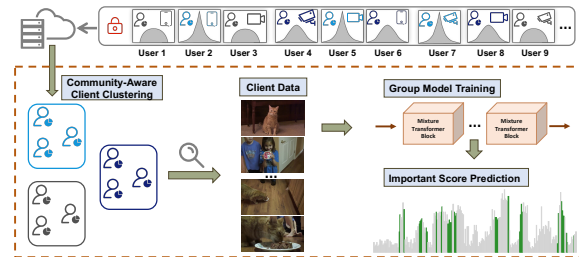 User 1 User 2 User 3 User 4 User 5 User 6 User 7 User 8 User 9 ...
Community-Aware
Client Clustering
Client Data
...
Group Model Training
Mixture
Transformer
Block
...
Mixture
Transformer
Block
Important Score Prediction